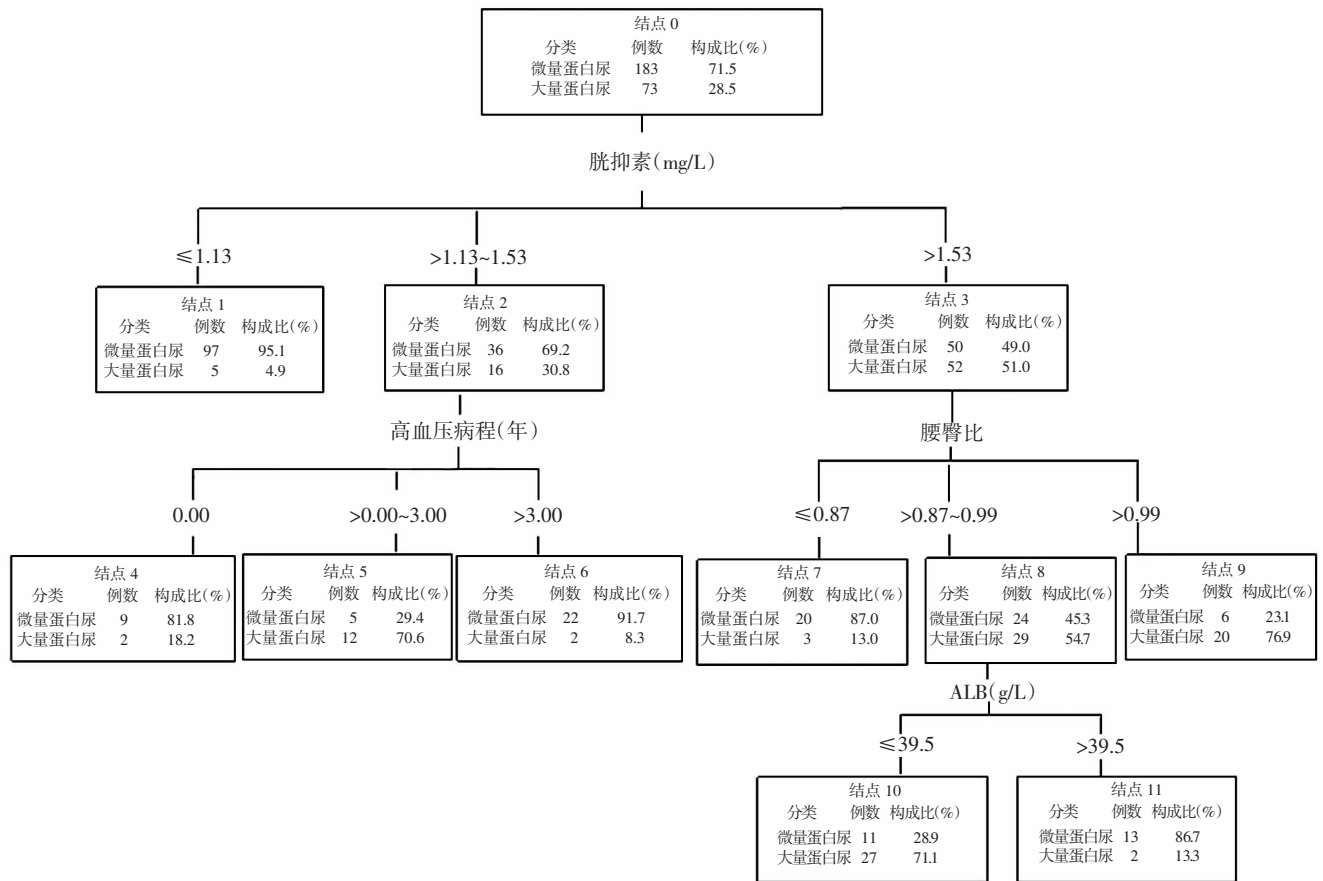 结点 0
分类 例数 构成比(%)
微量蛋白尿 183 71.5
大量蛋白尿 73 28.5
胱抑素(mg/L)
≤1.13
>1.13~1.53
>1.53
结点 1
分类 例数 构成比(%)
微量蛋白尿 97 95.1
大量蛋白尿 5 4.9
结点 2
分类 例数 构成比(%)
微量蛋白尿 36 69.2
大量蛋白尿 16 30.8
结点 3
分类 例数 构成比(%)
微量蛋白尿 50 49.0
大量蛋白尿 52 51.0
高血压病程(年)
腰臀比
0.00
>0.00~3.00
>3.00
≤0.87
>0.87~0.99
>0.99
结点 4
分类 例数 构成比(%)
微量蛋白尿 9 81.8
大量蛋白尿 2 18.2
结点 5
分类 例数 构成比(%)
微量蛋白尿 5 29.4
大量蛋白尿 12 70.6
结点 6
分类 例数 构成比(%)
微量蛋白尿 22 91.7
大量蛋白尿 2 8.3
结点 7
分类 例数 构成比(%)
微量蛋白尿 20 87.0
大量蛋白尿 3 13.0
结点 8
分类 例数 构成比(%)
微量蛋白尿 24 45.3
大量蛋白尿 29 54.7
结点 9
分类 例数 构成比(%)
微量蛋白尿 6 23.1
大量蛋白尿 20 76.9
ALB(g/L)
≤39.5
>39.5
结点 10
分类 例数 构成比(%)
微量蛋白尿 11 28.9
大量蛋白尿 27 71.1
结点 11
分类 例数 构成比(%)
微量蛋白尿 13 86.7
大量蛋白尿 2 13.3